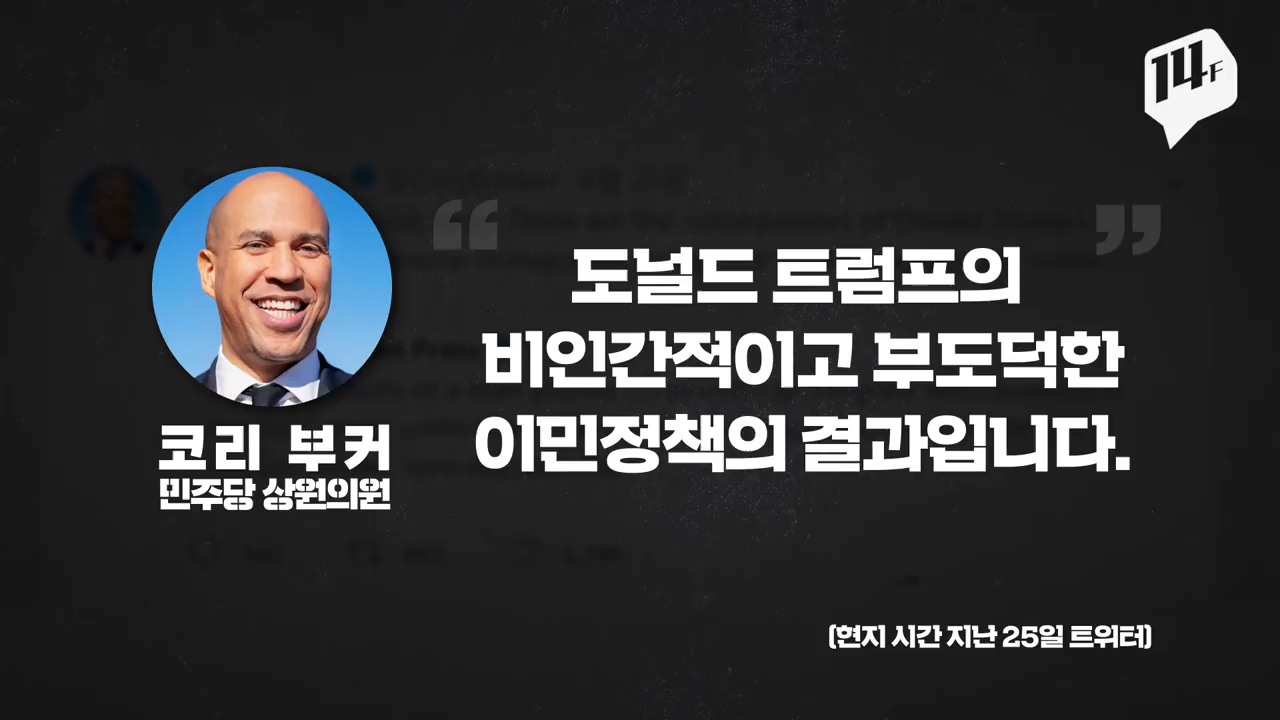 14F
도널드 트럼프의
비인간적이고 부도덕한
이민정책의 결과입니다.
코리 부커
민주당 상원의원
(현지 시간 지난 25일 트위터)